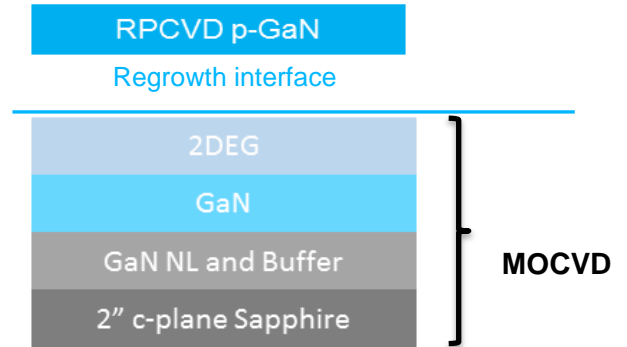 RPCVD p-GaN
Regrowth interface
2DEG
GaN
GaN NL and Buffer
MOCVD
2” c-plane Sapphire